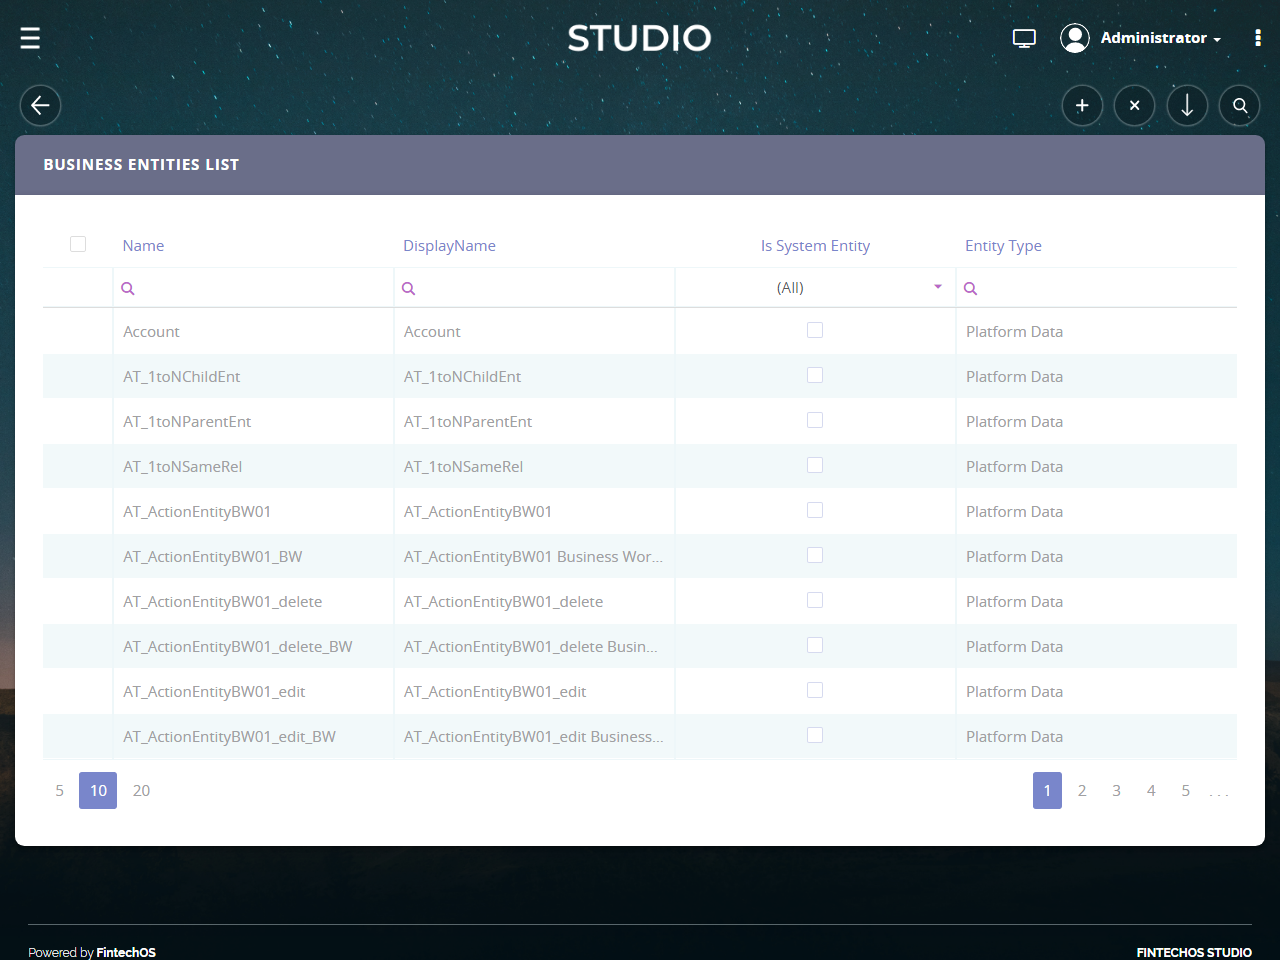 STUDIO
Administrator
BUSINESS ENTITIES LIST
Name DisplayName Is System Entity Entity Type
(All)
Account Account Platform Data
AT_1toNChildEnt AT_1toNChildEnt Platform Data
AT_1toNParentEnt AT_1toNParentEnt Platform Data
AT_1toNSameRel AT_1toNSameRel Platform Data
AT_ActionEntityBW01 AT_ActionEntityBW01 Platform Data
AT_ActionEntityBW01_BW AT_ActionEntityBW01 Business Wor... Platform Data
AT_ActionEntityBW01_delete AT_ActionEntityBW01_delete Platform Data
AT_ActionEntityBW01_delete_BW AT_ActionEntityBW01_delete Busin... Platform Data
AT_ActionEntityBW01_edit AT_ActionEntityBW01_edit Platform Data
AT_ActionEntityBW01_edit_BW AT_ActionEntityBW01_edit Business... Platform Data
5 10 20 1 2 3 4 5 ...
Powered by FintechOS FINTECHOS STUDIO